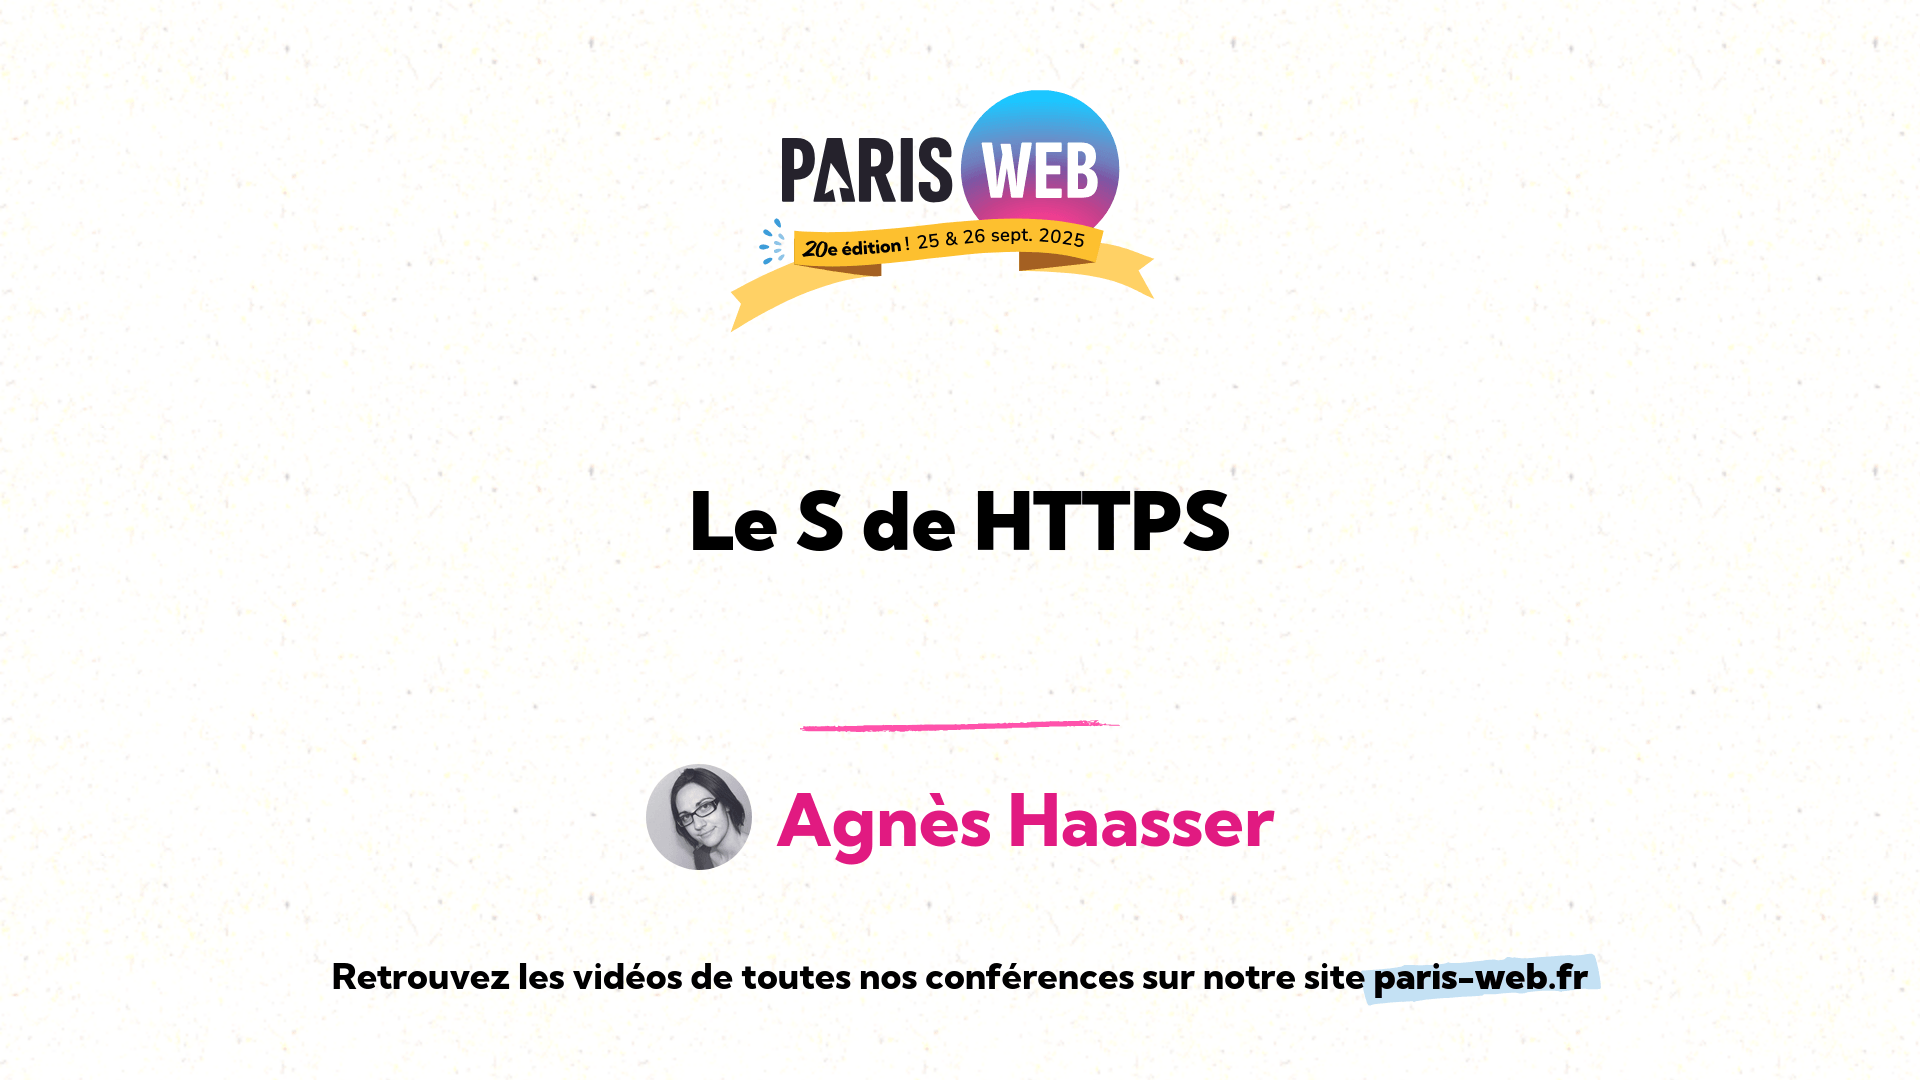 PARIS WEB
20e édition ! 25 & 26 sept. 2025
Le S de HTTPS
Agnès Haasser
Retrouvez les vidéos de toutes nos conférences sur notre site paris-web.fr